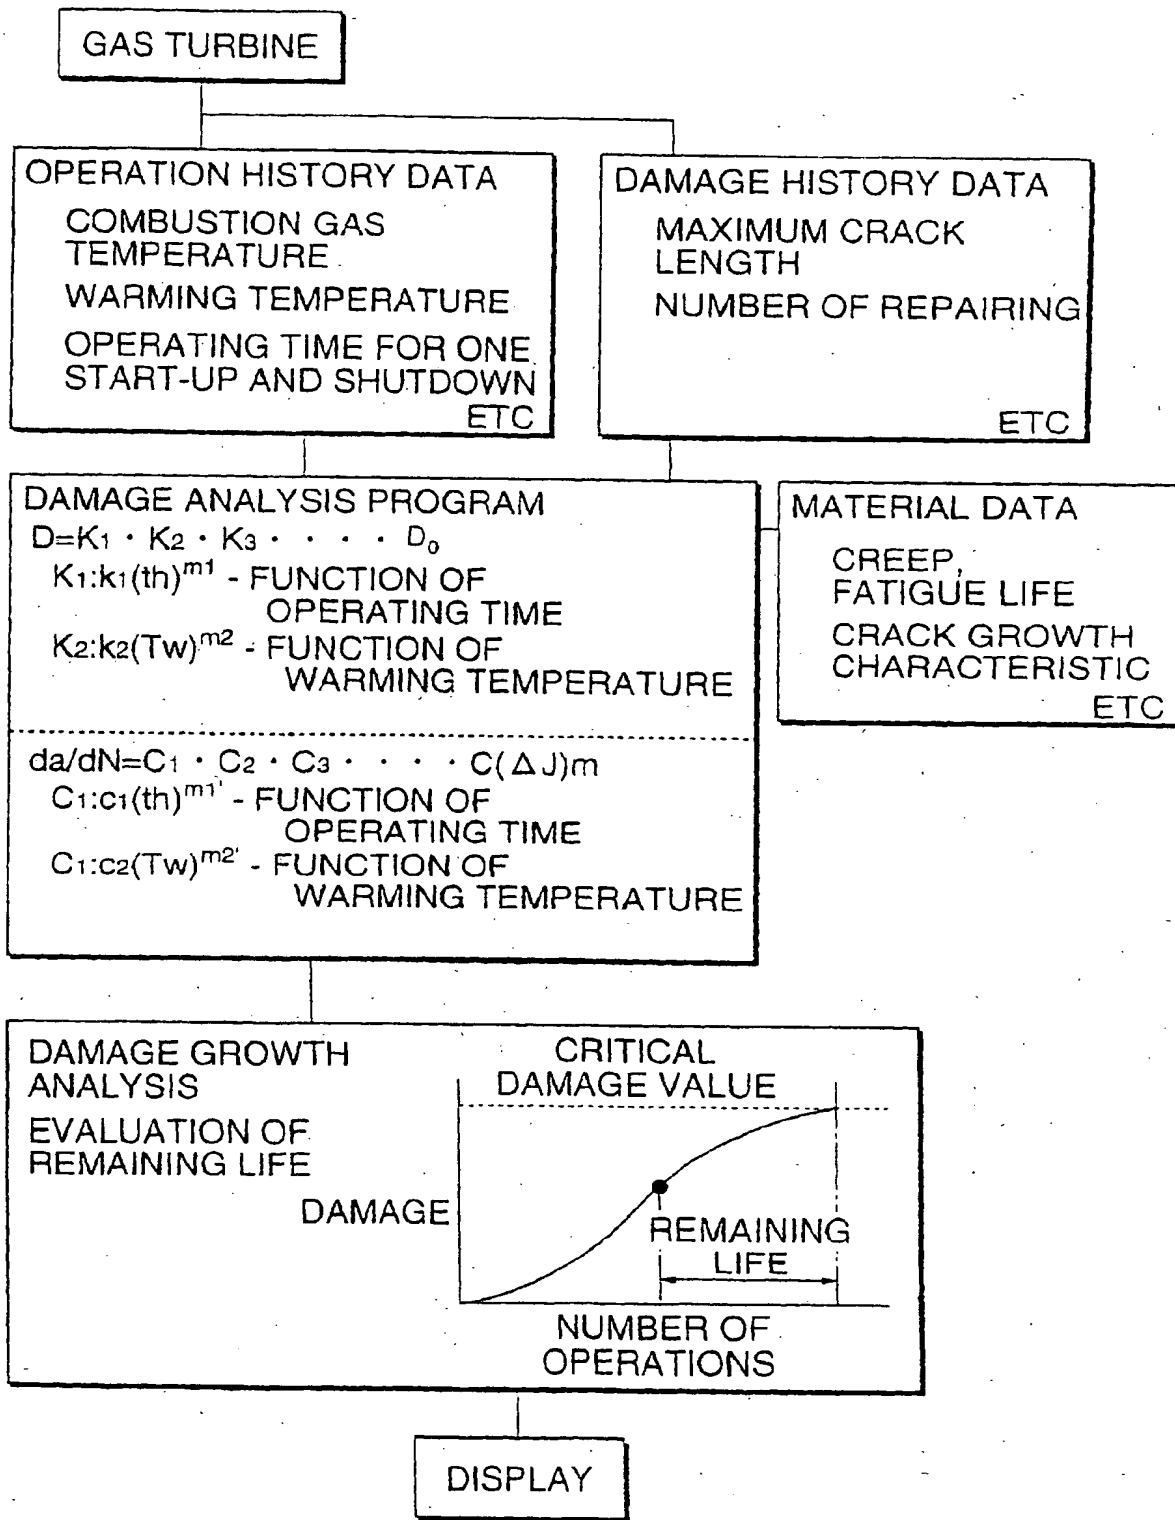 GAS TURBINE
OPERATION HISTORY DATA
COMBUSTION GAS
TEMPERATURE
WARMING TEMPERATURE
OPERATING TIME FOR ONE
START-UP AND SHUTDOWN
ETC
DAMAGE HISTORY DATA
MAXIMUM CRACK
LENGTH
NUMBER OF REPAIRING
ETC
DAMAGE ANALYSIS PROGRAM
D=K₁ · K₂ · K₃ · · · · D₀
K₁:k₁(th)^m1 - FUNCTION OF
OPERATING TIME
K₂:k₂(Tw)^m2 - FUNCTION OF
WARMING TEMPERATURE
da/dN=C₁ · C₂ · C₃ · · · · C(ΔJ)m
C₁:c₁(th)^m1' - FUNCTION OF
OPERATING TIME
C₁:c₂(Tw)^m2' - FUNCTION OF
WARMING TEMPERATURE
MATERIAL DATA
CREEP,
FATIGUE LIFE
CRACK GROWTH
CHARACTERISTIC
ETC
DAMAGE GROWTH
ANALYSIS
EVALUATION OF
REMAINING LIFE
CRITICAL
DAMAGE VALUE
DAMAGE
REMAINING
LIFE
NUMBER OF
OPERATIONS
DISPLAY